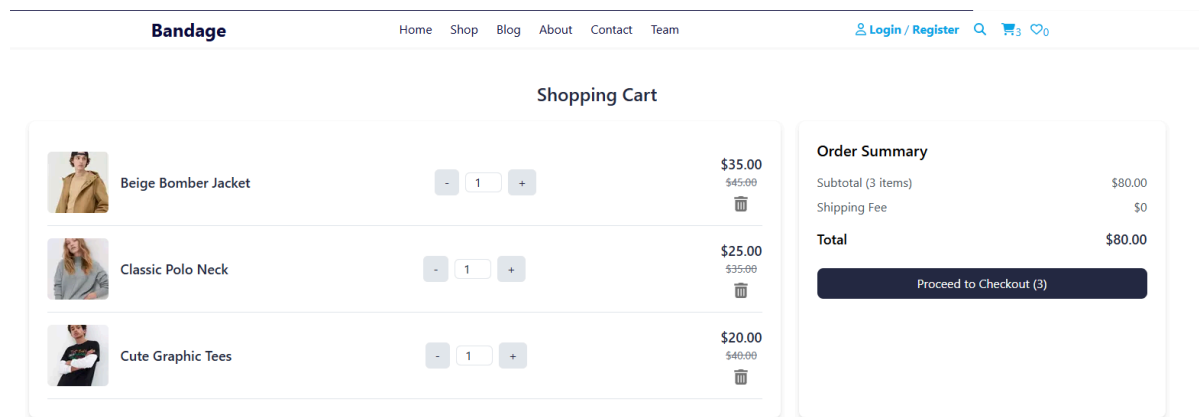 Bandage
Home Shop Blog About Contact Team
Login / Register 3 0
Shopping Cart
Beige Bomber Jacket
- 1 +
$35.00
$45.00
Classic Polo Neck
- 1 +
$25.00
$35.00
Cute Graphic Tees
- 1 +
$20.00
$40.00
Order Summary
Subtotal (3 items) $80.00
Shipping Fee $0
Total $80.00
Proceed to Checkout (3)